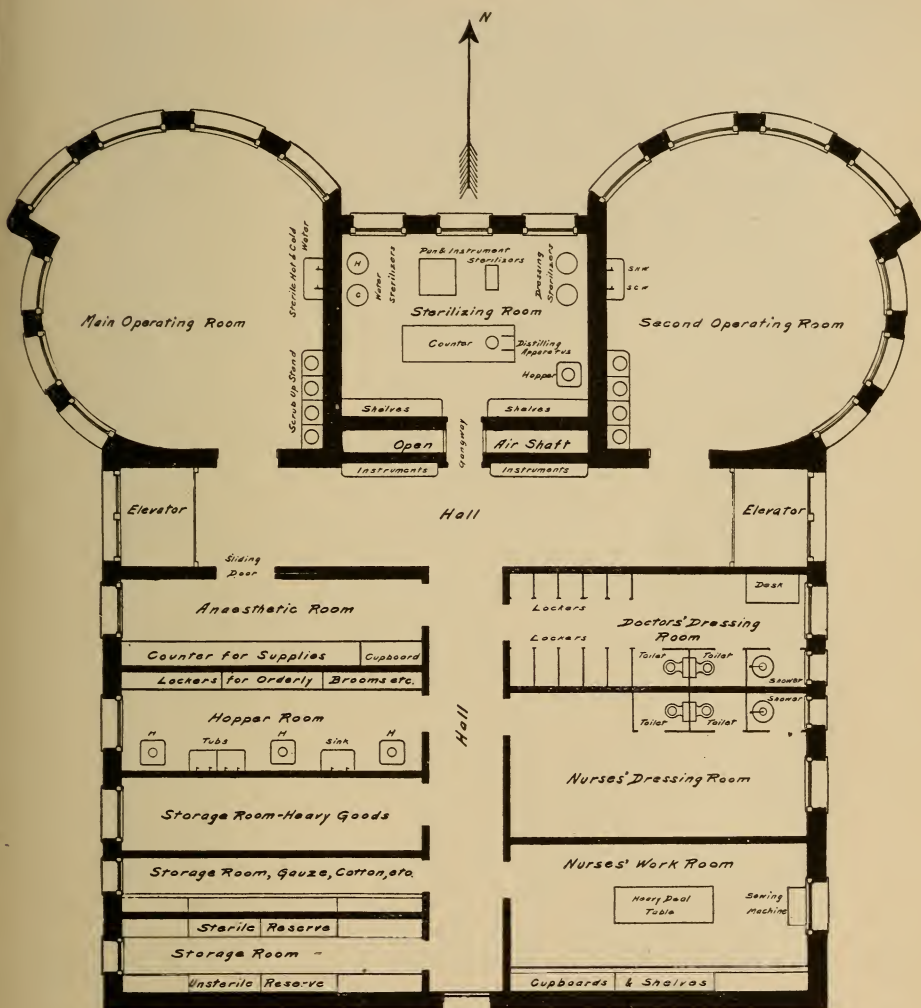 N
Sterile Hot & Cold
Water
H
C
Water
Sterilizers
Pan & Instrument
Sterilizors
Dressing
Sterilizers
S H W
S C W
Main Operating Room
Sterilizing Room
Second Operating Room
Counter
Distilling
Apparatus
Hopper
Scrub Up Stand
Shelves
Shelves
Open
Gangway
Air Shaft
Instruments
Instruments
Elevator
Hall
Elevator
Sliding
Door
Anaesthetic Room
Counter for Supplies
Cupboard
Lockers for Orderly
Brooms etc.
Hopper Room
H
Tubs
H
Sink
H
Storage Room-Heavy Goods
Storage Room, Gauze, Cotton, etc.
Sterile Reserve
Storage Room -
Unsterile Reserve
Hall
Lockers
Desk
Doctors' Dressing
Room
Lockers
Toilet
Toilet
Shower
Shower
Toilet
Toilet
Nurses' Dressing Room
Nurses' Work Room
Heavy Deal
Table
Sewing
Machine
Cupboards & Shelves